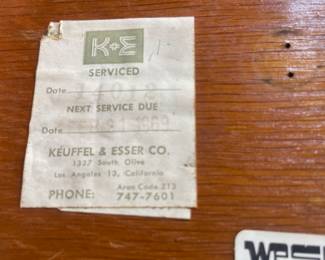 K+E
SERVICED
Date
NEXT SERVICE DUE
Date
KEUFFEL & ESSER CO.
1337 South Olive
Los Angeles 15, California
Area Code 213
PHONE: 747-7601